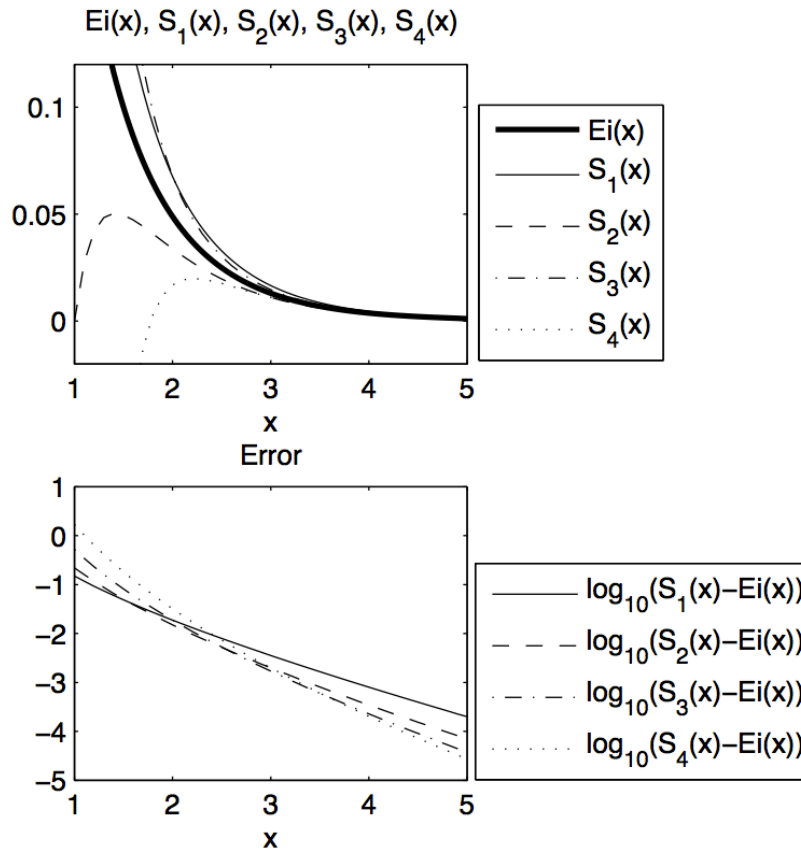 Ei(x), S₁(x), S₂(x), S₃(x), S₄(x)
0.1
0.05
0
1 2 3 4 5
x
Ei(x)
S₁(x)
S₂(x)
S₃(x)
S₄(x)
Error
1
0
−1
−2
−3
−4
−5
1 2 3 4 5
x
log₁₀(S₁(x)−Ei(x))
log₁₀(S₂(x)−Ei(x))
log₁₀(S₃(x)−Ei(x))
log₁₀(S₄(x)−Ei(x))